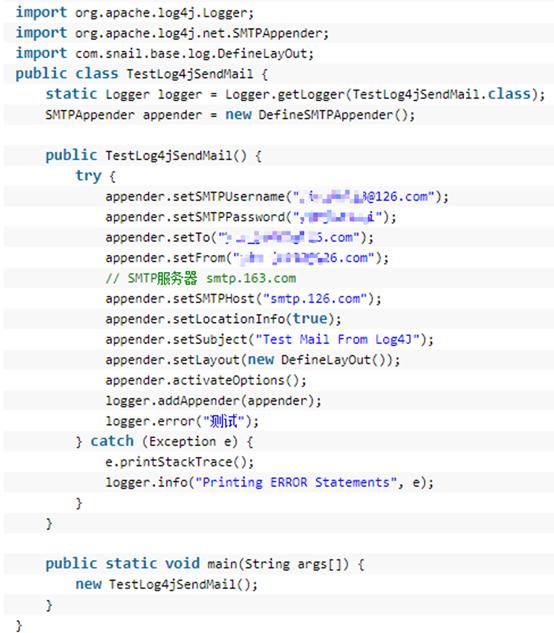 import org.apache.log4j.Logger;
import org.apache.log4j.net.SMTPAppender;
import com.snail.base.log.DefineLayOut;
public class TestLog4jSendMail {
static Logger logger = Logger.getLogger(TestLog4jSendMail.class);
SMTPAppender appender = new DefineSMTPAppender();
public TestLog4jSendMail() {
try {
appender.setSMTPUsername("@126.com");
appender.setSMTPPassword("");
appender.setTo(".com");
appender.setFrom("26.com");
// SMTP服务器 smtp.163.com
appender.setSMTPHost("smtp.126.com");
appender.setLocationInfo(true);
appender.setSubject("Test Mail From Log4J");
appender.setLayout(new DefineLayOut());
appender.activateOptions();
logger.addAppender(appender);
logger.error("测试");
} catch (Exception e) {
e.printStackTrace();
logger.info("Printing ERROR Statements", e);
}
}
public static void main(String args[]) {
new TestLog4jSendMail();
}
}